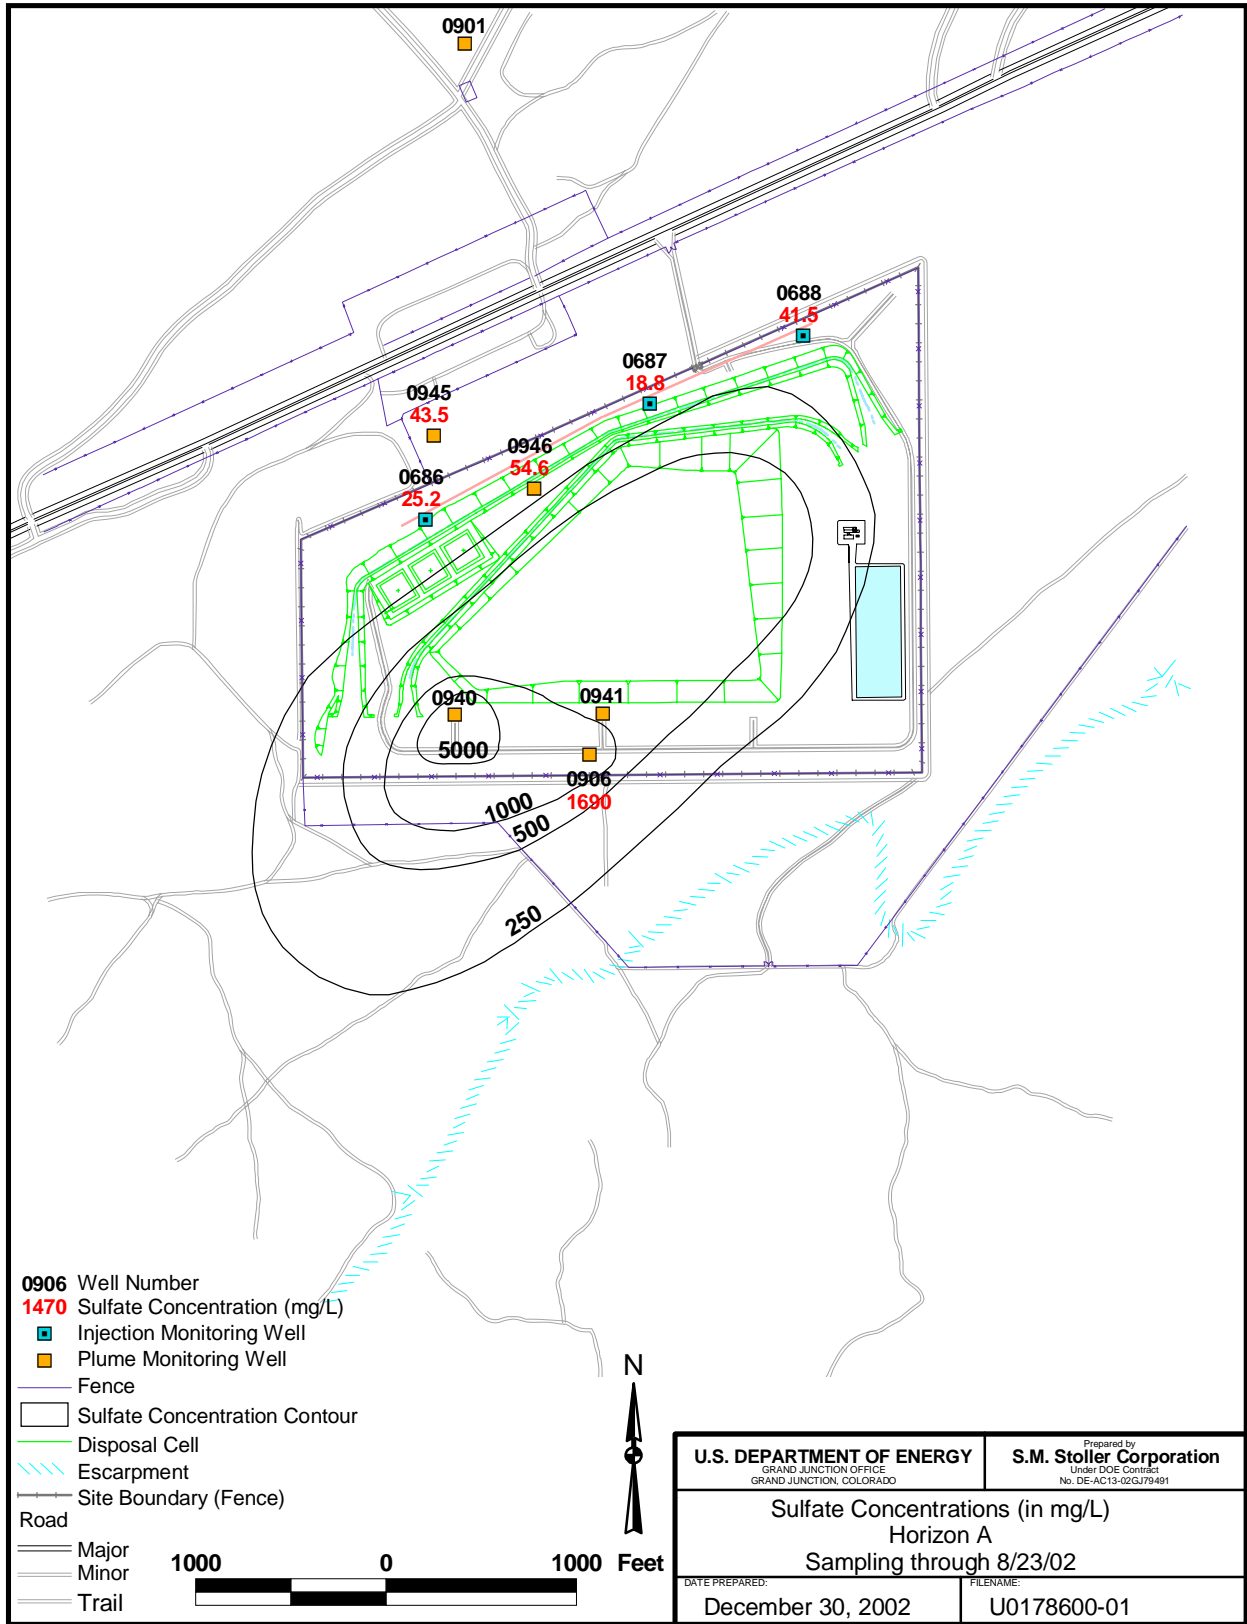 0901
0688
41.5
0687
18.8
0945
43.5
0946
54.6
0686
25.2
0940
0941
5000
0906
1690
1000
500
250
0906 Well Number
1470 Sulfate Concentration (mg/L)
Injection Monitoring Well
Plume Monitoring Well
Fence
Sulfate Concentration Contour
Disposal Cell
Escarpment
Site Boundary (Fence)
Road
Major
Minor
Trail
N
1000 0 1000 Feet
U.S. DEPARTMENT OF ENERGY
GRAND JUNCTION OFFICE
GRAND JUNCTION, COLORADO
Prepared by
S.M. Stoller Corporation
Under DOE Contract
No. DE-AC13-02GJ79491
Sulfate Concentrations (in mg/L)
Horizon A
Sampling through 8/23/02
DATE PREPARED:
December 30, 2002
FILENAME:
U0178600-01